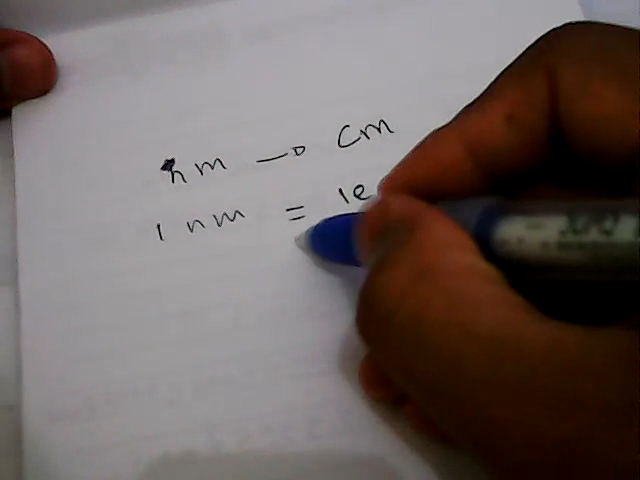 nm → cm
1 nm = 1e